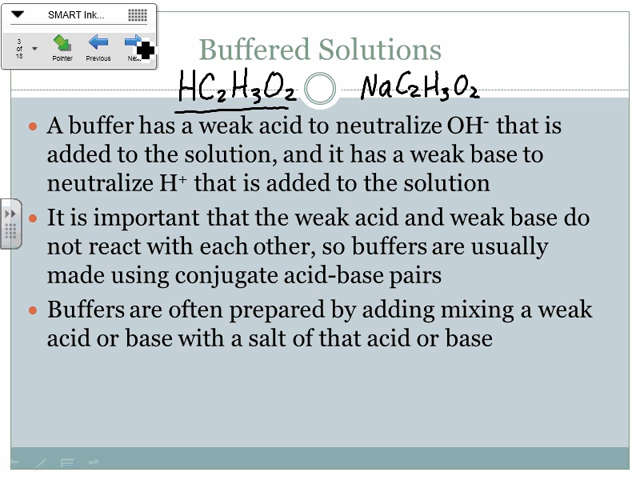 SMART Ink...
3
of
18
Pointer
Previous
Buffered Solutions
HC₂H₃O₂ NaC₂H₃O₂
• A buffer has a weak acid to neutralize OH⁻ that is
added to the solution, and it has a weak base to
neutralize H⁺ that is added to the solution
• It is important that the weak acid and weak base do
not react with each other, so buffers are usually
made using conjugate acid-base pairs
• Buffers are often prepared by adding mixing a weak
acid or base with a salt of that acid or base